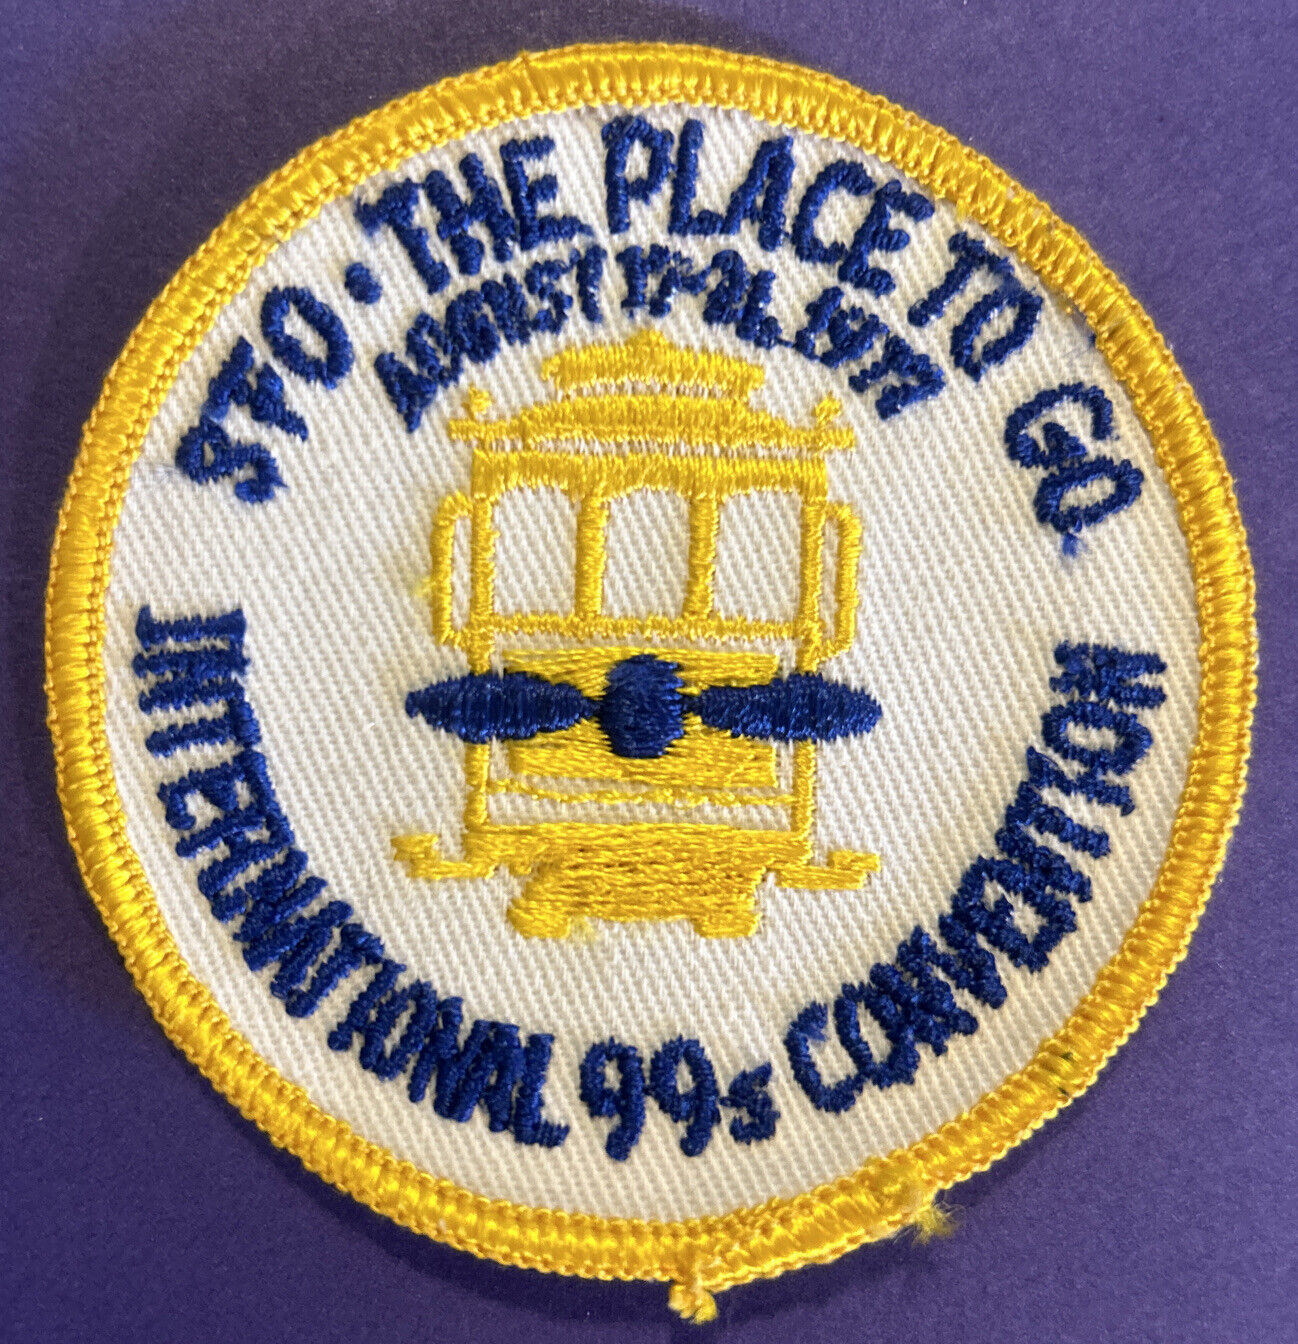 SFO · THE PLACE TO GO
AUGUST 17-21, 1977
INTERNATIONAL 99s CONVENTION